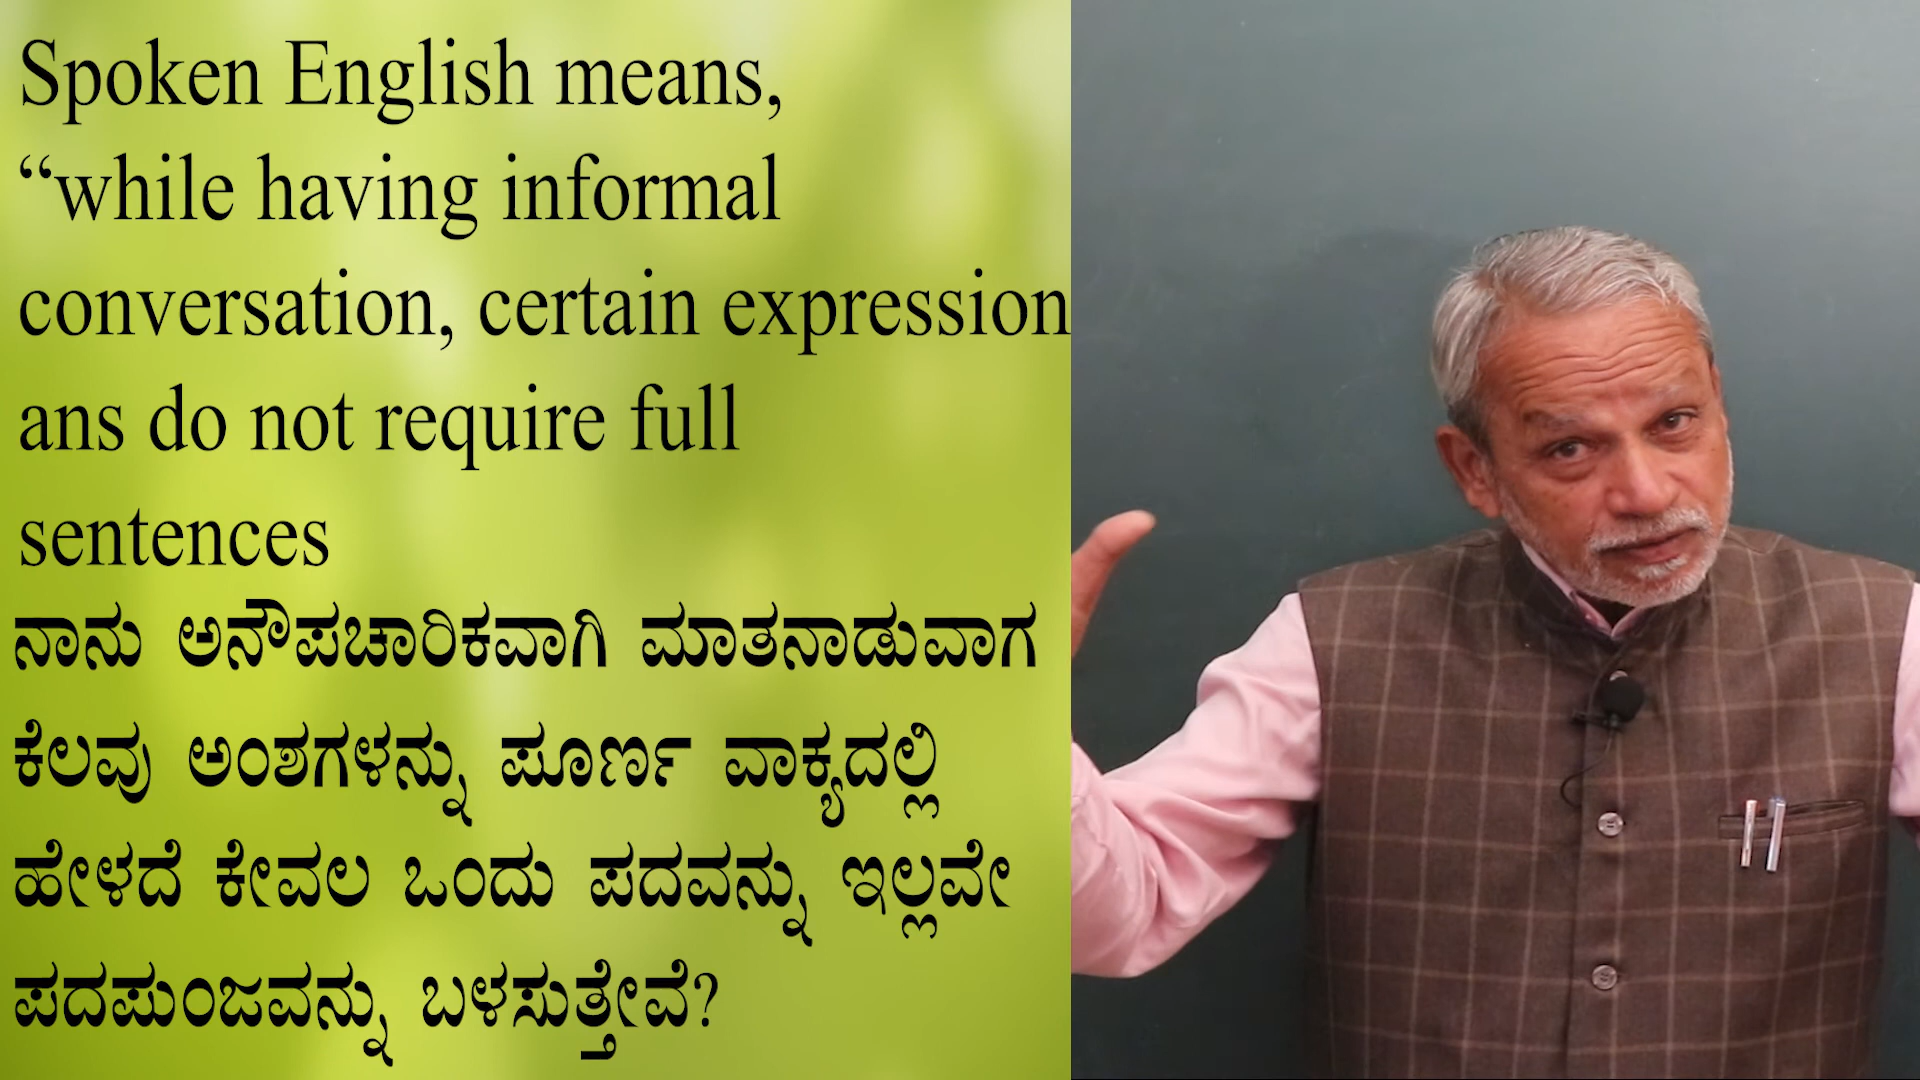 Spoken English means,
“while having informal
conversation, certain expression
ans do not require full
sentences
ನಾನು ಅನೌಪಚಾರಿಕವಾಗಿ ಮಾತನಾಡುವಾಗ
ಕೆಲವು ಅಂಶಗಳನ್ನು ಪೂರ್ಣ ವಾಕ್ಯದಲ್ಲಿ
ಹೇಳದೆ ಕೇವಲ ಒಂದು ಪದವನ್ನು ಇಲ್ಲವೇ
ಪದಪುಂಜವನ್ನು ಬಳಸುತ್ತೇವೆ?